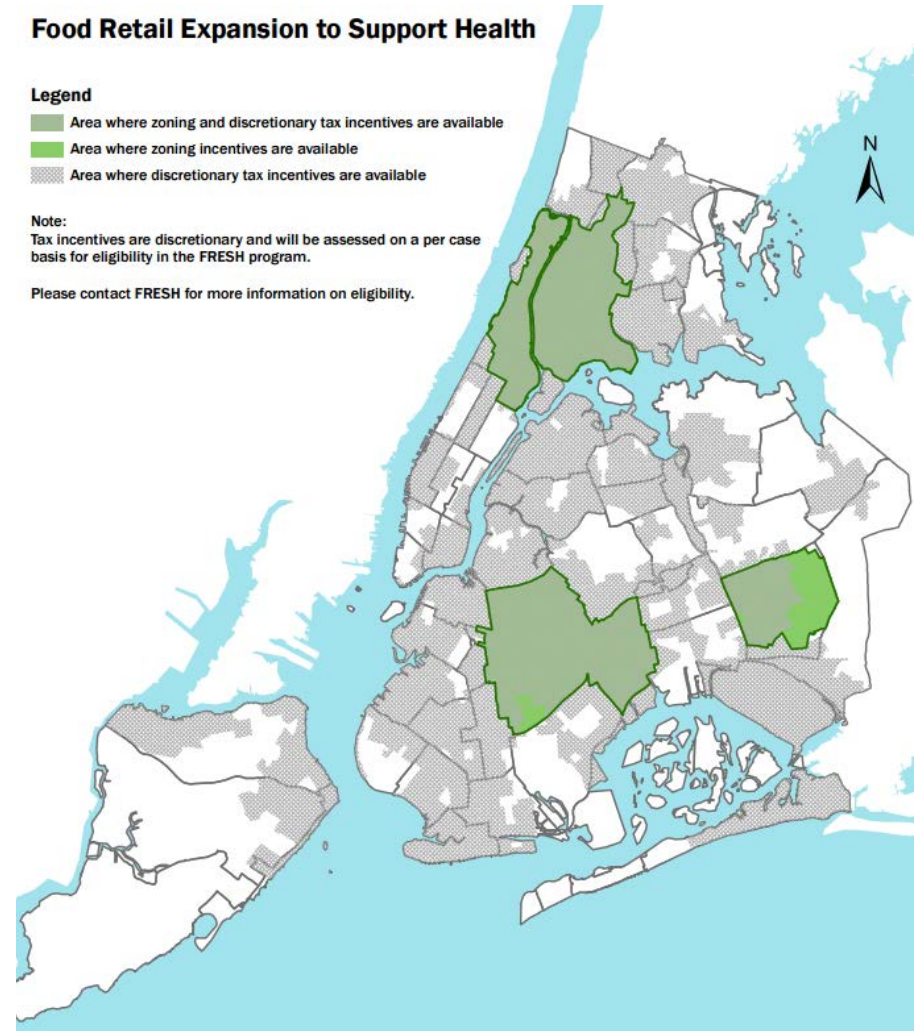 Food Retail Expansion to Support Health
Legend
Area where zoning and discretionary tax incentives are available
Area where zoning incentives are available
Area where discretionary tax incentives are available
Note:
Tax incentives are discretionary and will be assessed on a per case
basis for eligibility in the FRESH program.
Please contact FRESH for more information on eligibility.
N